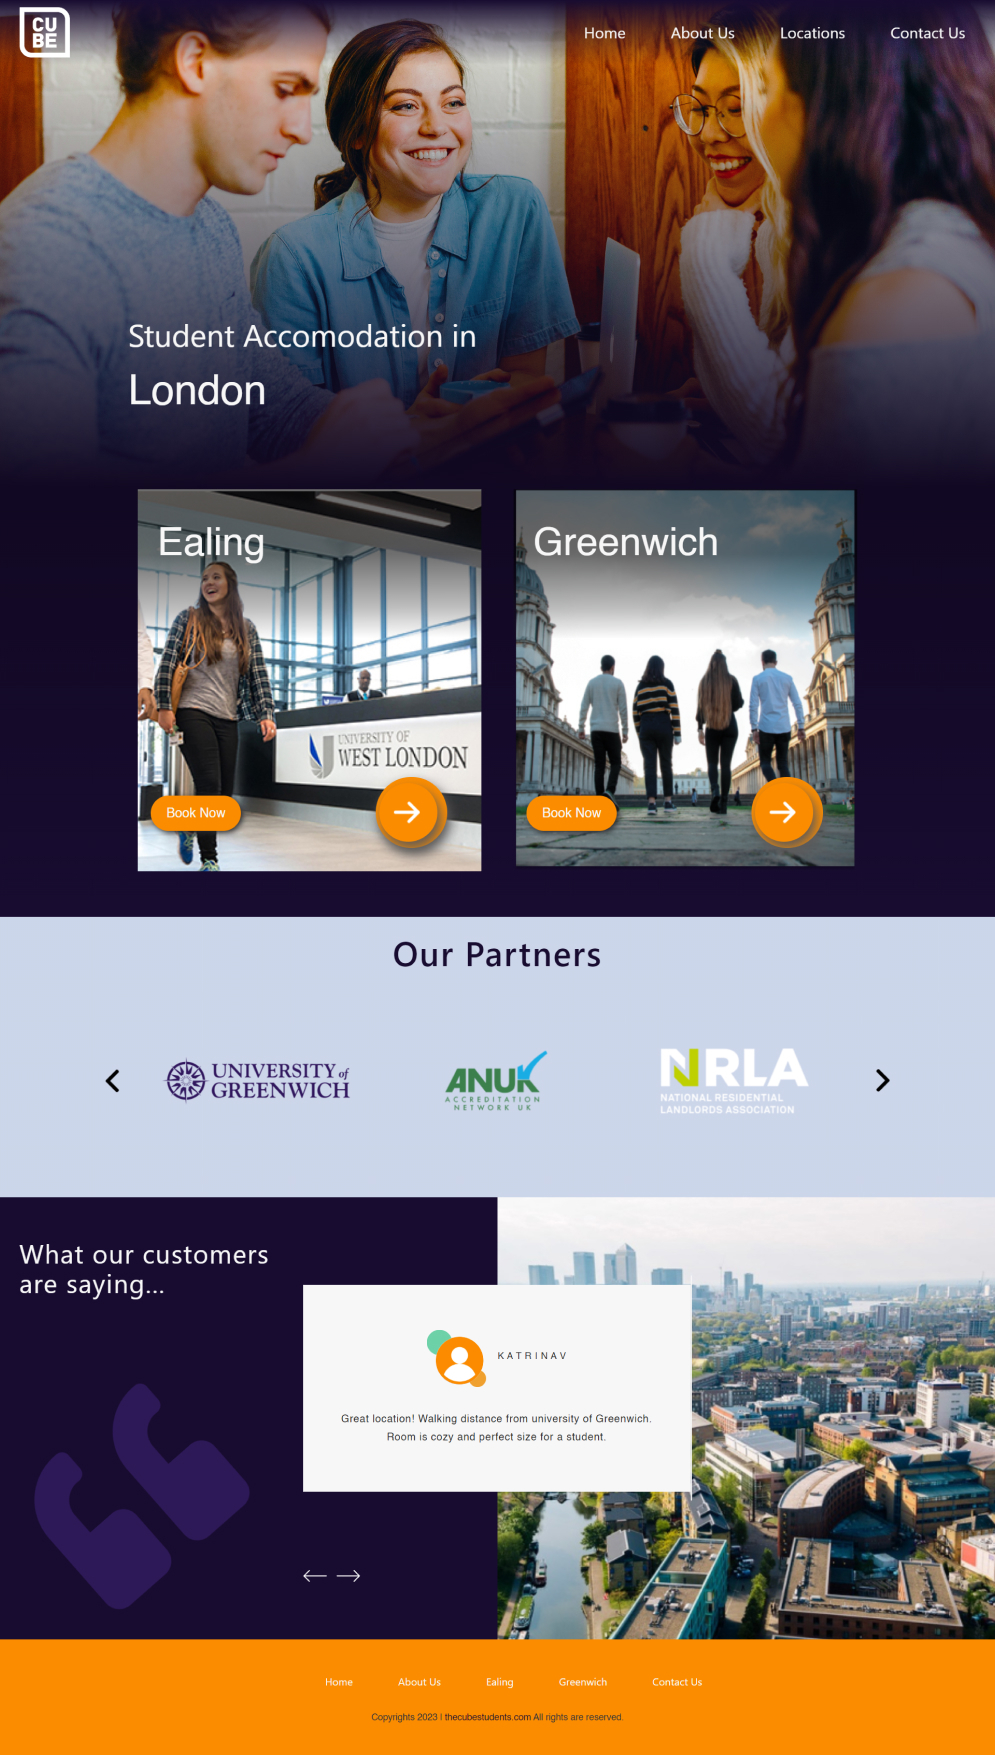 CU
BE
Home
About Us
Locations
Contact Us
Student Accomodation in
London
Ealing
Greenwich
UNIVERSITY OF
WEST LONDON
Book Now
Book Now
Our Partners
UNIVERSITY of
GREENWICH
ANUK
ACCREDITATION
NETWORK UK
NRLA
NATIONAL RESIDENTIAL
LANDLORDS ASSOCIATION
What our customers
are saying...
KATRINAV
Great location! Walking distance from university of Greenwich.
Room is cozy and perfect size for a student.
Home
About Us
Ealing
Greenwich
Contact Us
Copyrights 2023 | thecubestudents.com All rights are reserved.